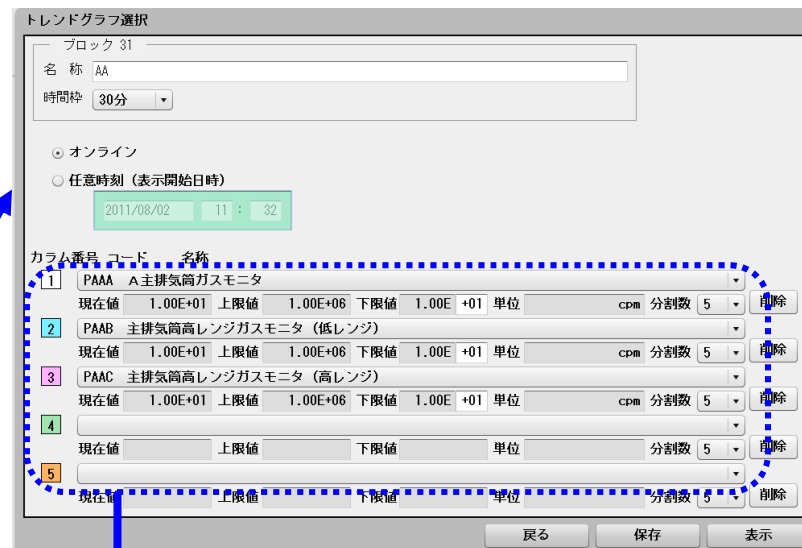 トレンドグラフ選択
ブロック 31
名 称 AA
時間枠 30分
オンライン
任意時刻 (表示開始日時)
2011/08/02 11 : 32
カラム番号 コード 名称
1 PAAA A主排気筒ガスモニタ
現在値 1.00E+01 上限値 1.00E+06 下限値 1.00E +01 単位 cpm 分割数 5 削除
2 PAAB 主排気筒高レンジガスモニタ (低レンジ)
現在値 1.00E+01 上限値 1.00E+06 下限値 1.00E +01 単位 cpm 分割数 5 削除
3 PAAC 主排気筒高レンジガスモニタ (高レンジ)
現在値 1.00E+01 上限値 1.00E+06 下限値 1.00E +01 単位 cpm 分割数 5 削除
4
現在値 上限値 下限値 単位 分割数 5 削除
5
現在値 上限値 下限値 単位 分割数 5 削除
戻る 保存 表示